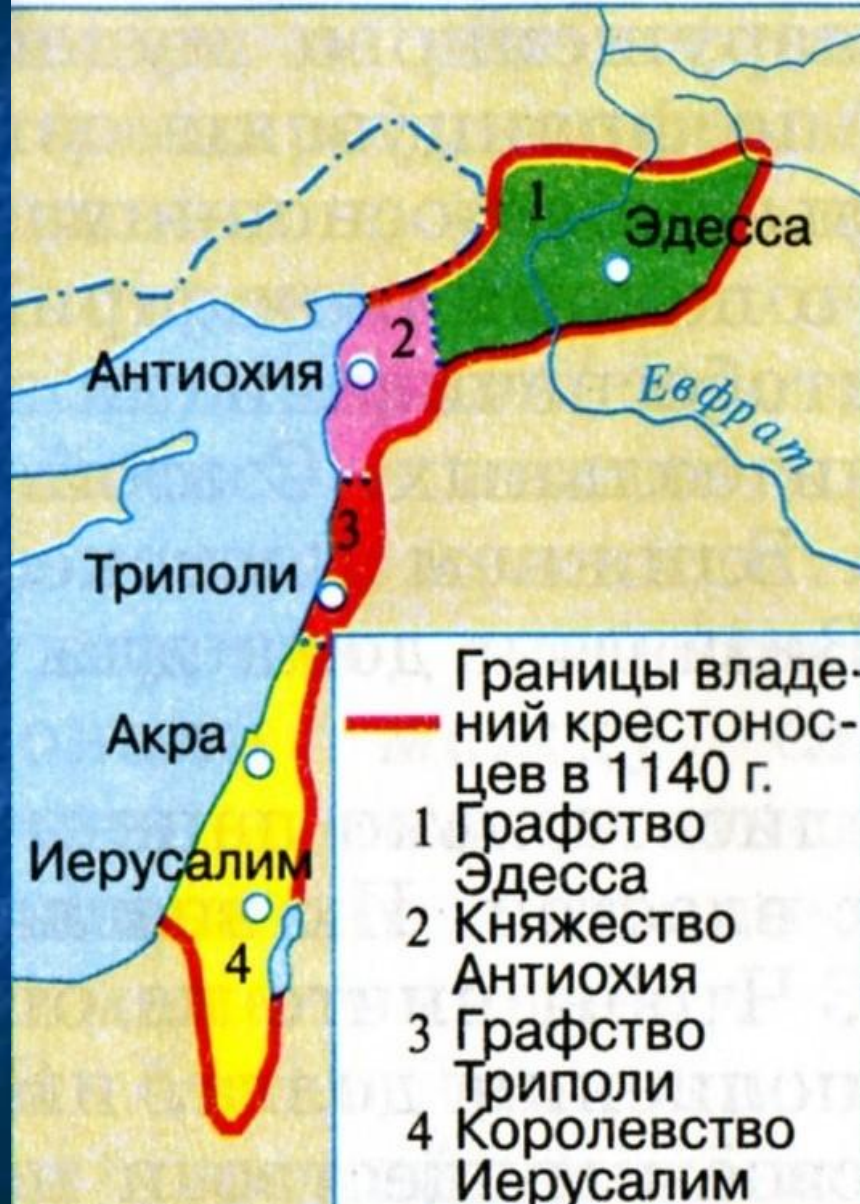 1
Эдесса
2
Антиохия
Евфрат
3
Триполи
Акра
Иерусалим
4
Границы владе-
ний крестонос-
цев в 1140 г.
1 Графство
Эдесса
2 Княжество
Антиохия
3 Графство
Триполи
4 Королевство
Иерусалим